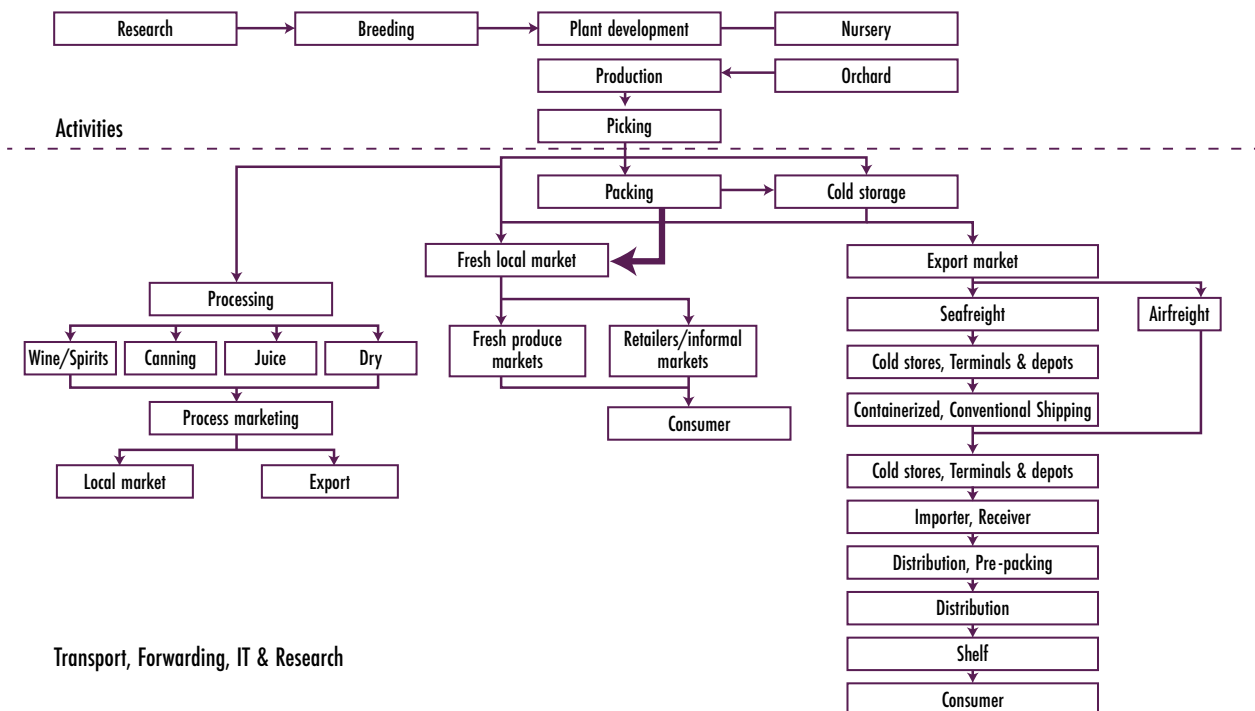 Research
Breeding
Plant development
Nursery
Production
Orchard
Picking
Activities
Packing
Cold storage
Fresh local market
Export market
Processing
Seafreight
Airfreight
Wine/Spirits
Canning
Juice
Dry
Fresh produce
markets
Retailers/informal
markets
Cold stores, Terminals & depots
Process marketing
Consumer
Containerized, Conventional Shipping
Local market
Export
Cold stores, Terminals & depots
Importer, Receiver
Distribution, Pre-packing
Distribution
Transport, Forwarding, IT & Research
Shelf
Consumer